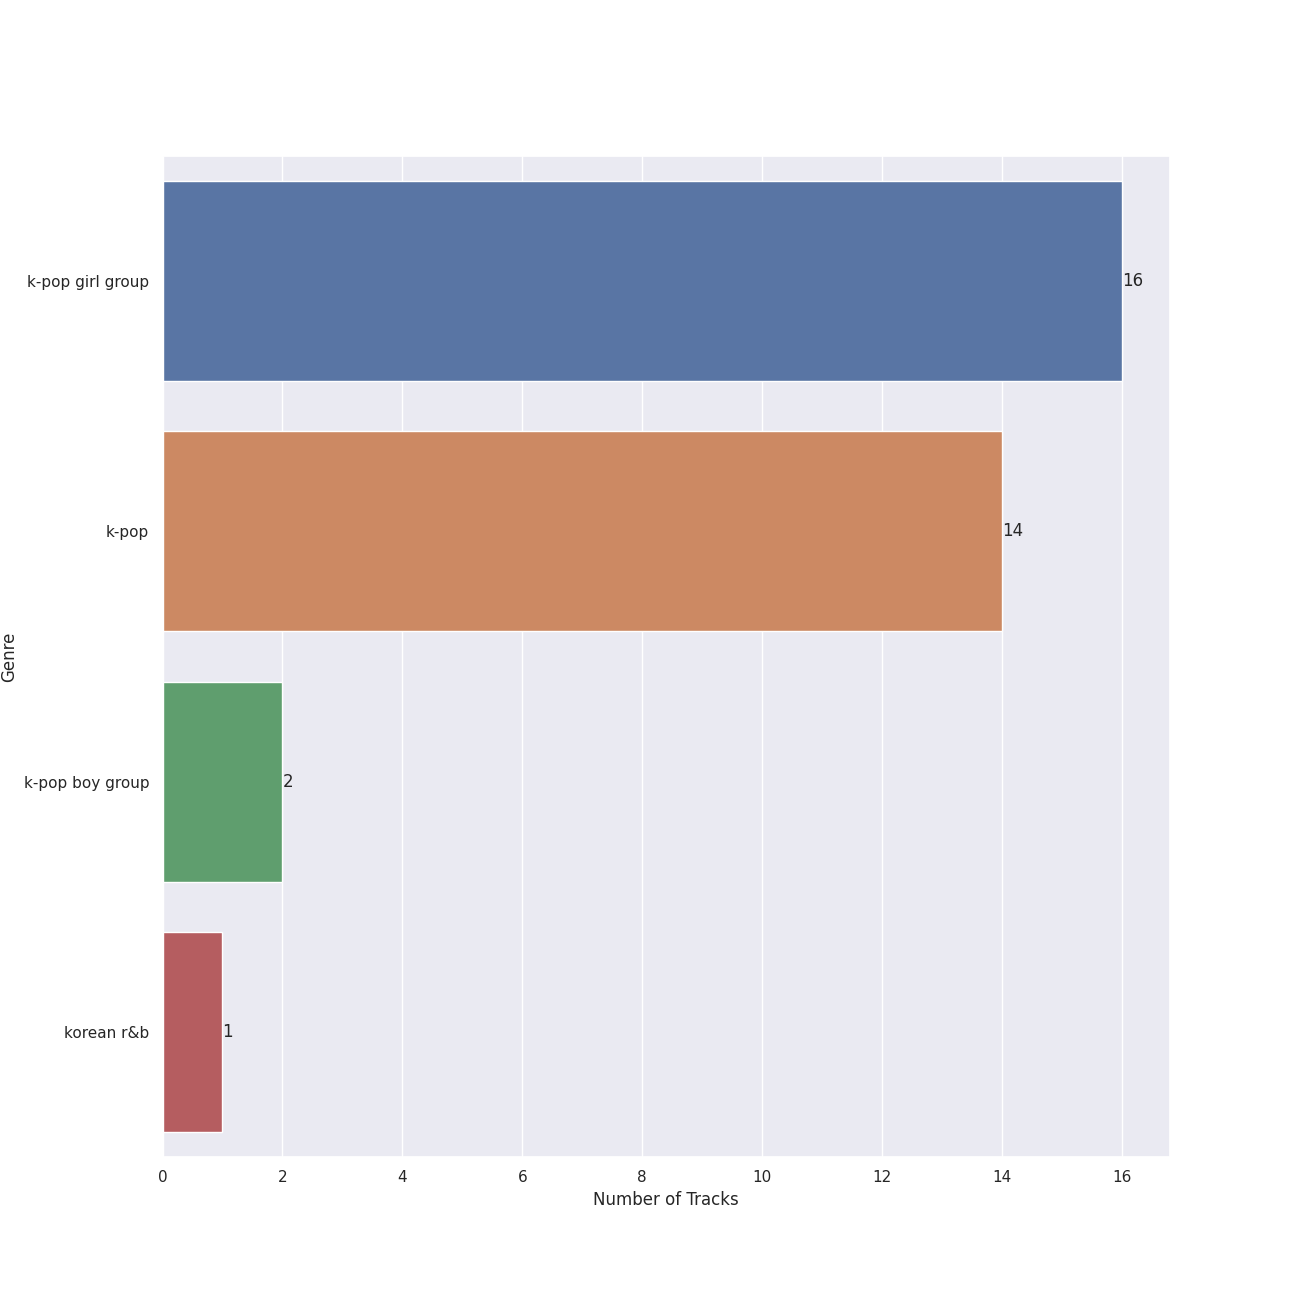 k-pop girl group
16
k-pop
14
Genre
k-pop boy group
2
korean r&b
1
0 2 4 6 8 10 12 14 16
Number of Tracks